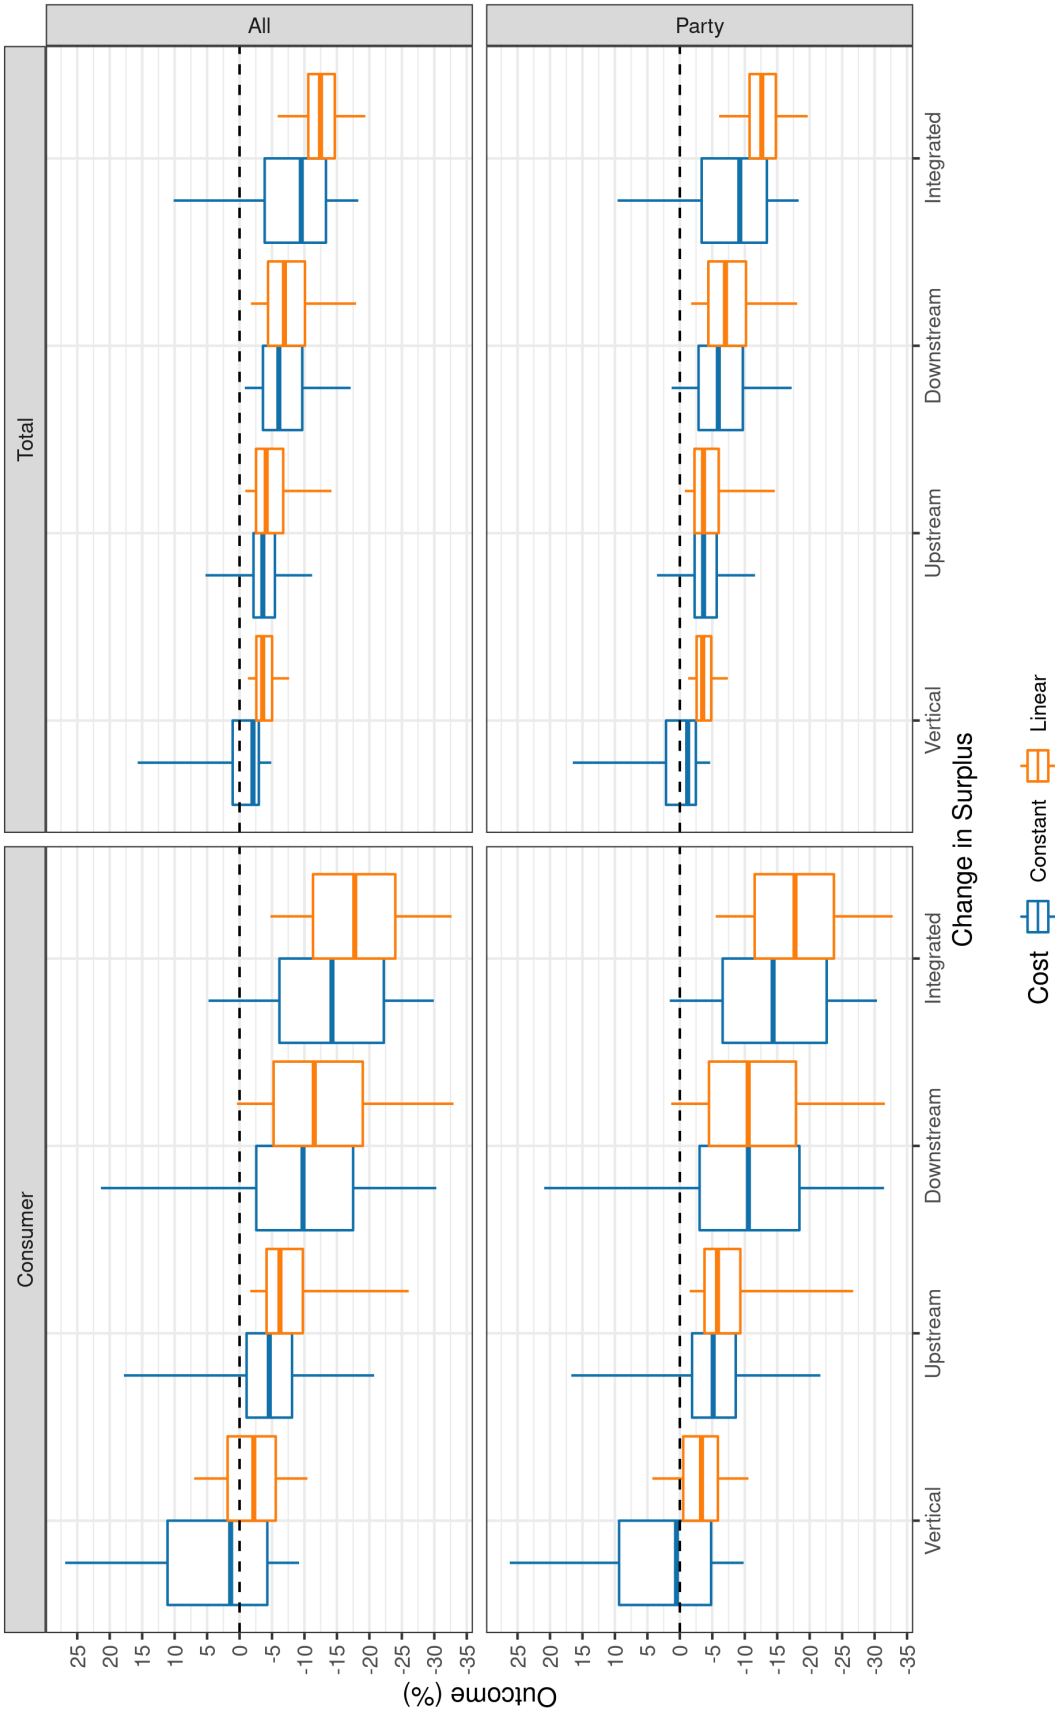 Consumer
Total
All
Party
25
20
15
10
5
0
-5
-10
-15
-20
-25
-30
-35
25
20
15
10
5
0
-5
-10
-15
-20
-25
-30
-35
Outcome (%)
Vertical
Upstream
Downstream
Integrated
Vertical
Upstream
Downstream
Integrated
Change in Surplus
Cost Constant Linear